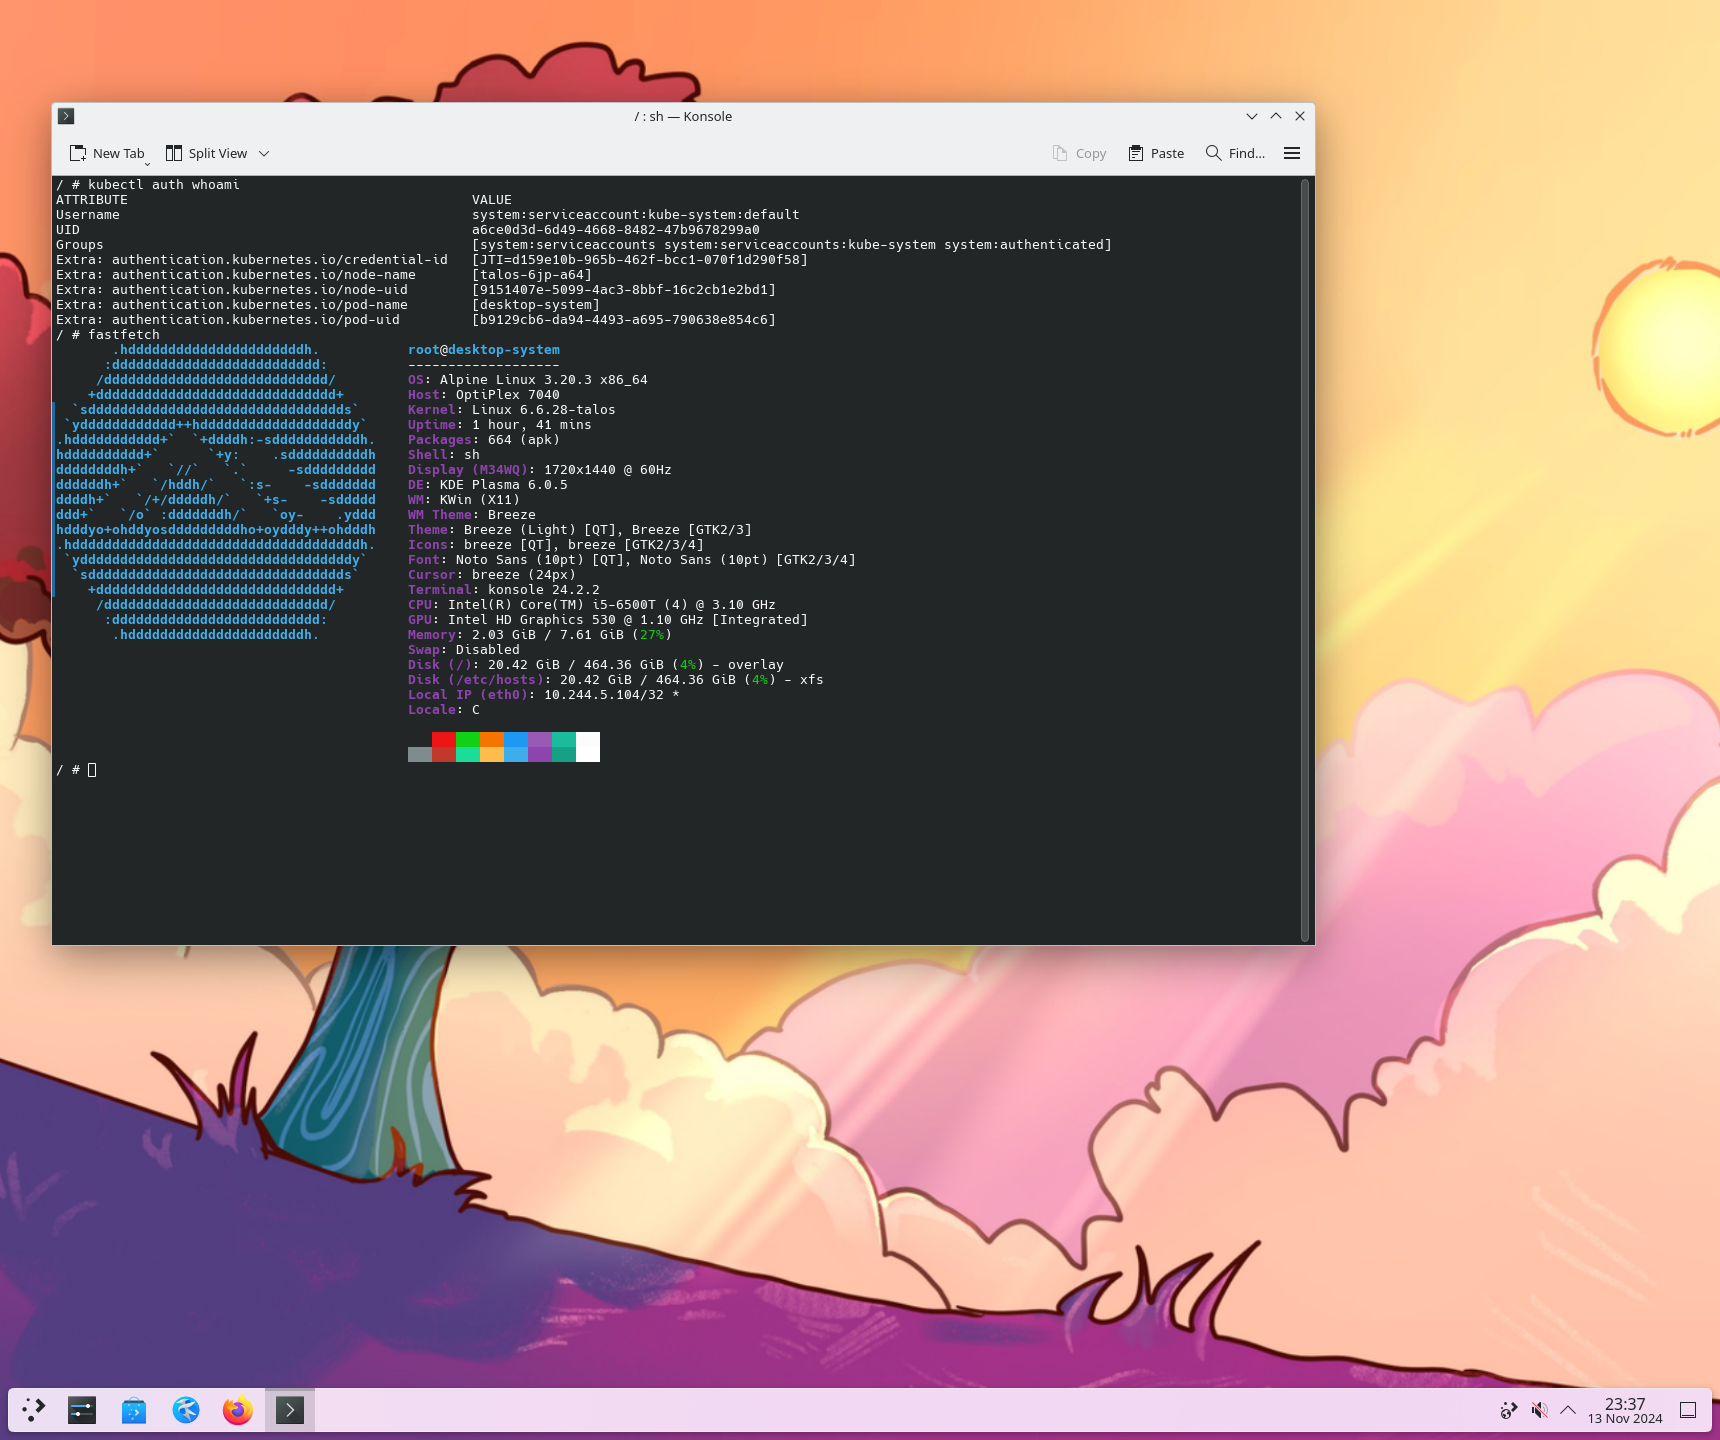 / : sh — Konsole
New Tab Split View Copy Paste Find...
/ # kubectl auth whoami
ATTRIBUTE VALUE
Username system:serviceaccount:kube-system:default
UID a6ce0d3d-6d49-4668-8482-47b9678299a0
Groups [system:serviceaccounts system:serviceaccounts:kube-system system:authenticated]
Extra: authentication.kubernetes.io/credential-id [JTI=d159e10b-965b-462f-bcc1-070f1d290f58]
Extra: authentication.kubernetes.io/node-name [talos-6jp-a64]
Extra: authentication.kubernetes.io/node-uid [9151407e-5099-4ac3-8bbf-16c2cb1e2bd1]
Extra: authentication.kubernetes.io/pod-name [desktop-system]
Extra: authentication.kubernetes.io/pod-uid [b9129cb6-da94-4493-a695-790638e854c6]
/ # fastfetch
root@desktop-system
-------------------
OS: Alpine Linux 3.20.3 x86_64
Host: OptiPlex 7040
Kernel: Linux 6.6.28-talos
Uptime: 1 hour, 41 mins
Packages: 664 (apk)
Shell: sh
Display (M34WQ): 1720x1440 @ 60Hz
DE: KDE Plasma 6.0.5
WM: KWin (X11)
WM Theme: Breeze
Theme: Breeze (Light) [QT], Breeze [GTK2/3]
Icons: breeze [QT], breeze [GTK2/3/4]
Font: Noto Sans (10pt) [QT], Noto Sans (10pt) [GTK2/3/4]
Cursor: breeze (24px)
Terminal: konsole 24.2.2
CPU: Intel(R) Core(TM) i5-6500T (4) @ 3.10 GHz
GPU: Intel HD Graphics 530 @ 1.10 GHz [Integrated]
Memory: 2.03 GiB / 7.61 GiB (27%)
Swap: Disabled
Disk (/): 20.42 GiB / 464.36 GiB (4%) - overlay
Disk (/etc/hosts): 20.42 GiB / 464.36 GiB (4%) - xfs
Local IP (eth0): 10.244.5.104/32 *
Locale: C
/ #
23:37
13 Nov 2024